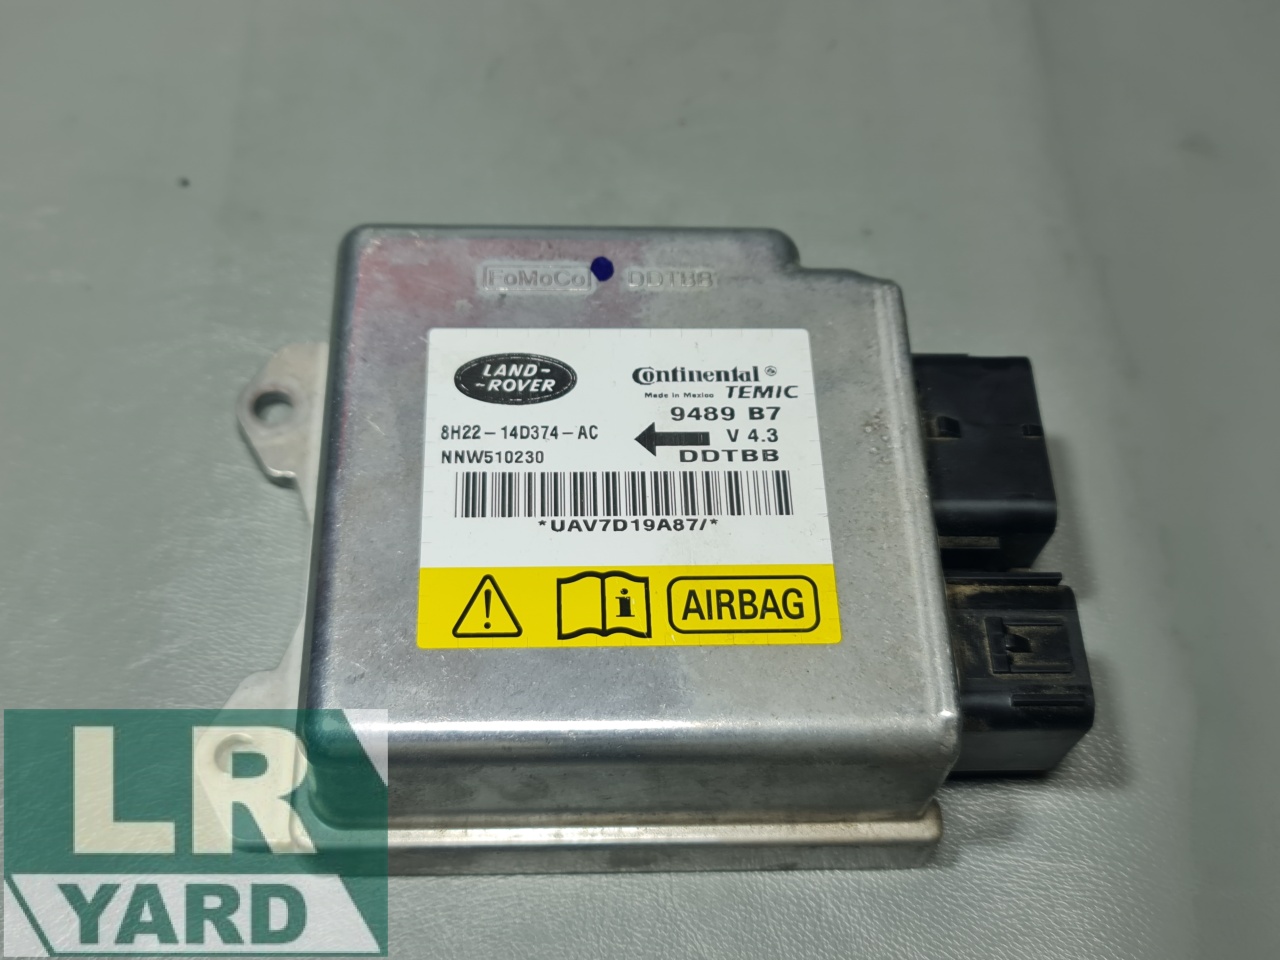 FoMoCo DDTBB
LAND-
-ROVER
Continental
Made in Mexico TEMIC
9489 B7
8H22-14D374-AC
V 4.3
NNW510230
DDTBB
*UAV7D19A87/*
AIRBAG
LR
YARD